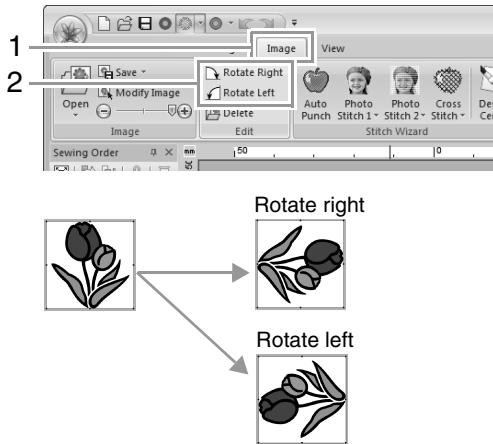 1
Image View
2
Save
Rotate Right
Modify Image
Rotate Left
Open
Delete
Auto Punch
Photo Stitch 1
Photo Stitch 2
Cross Stitch
Image Edit Stitch Wizard
Sewing Order
mm
50
0
Rotate right
Rotate left